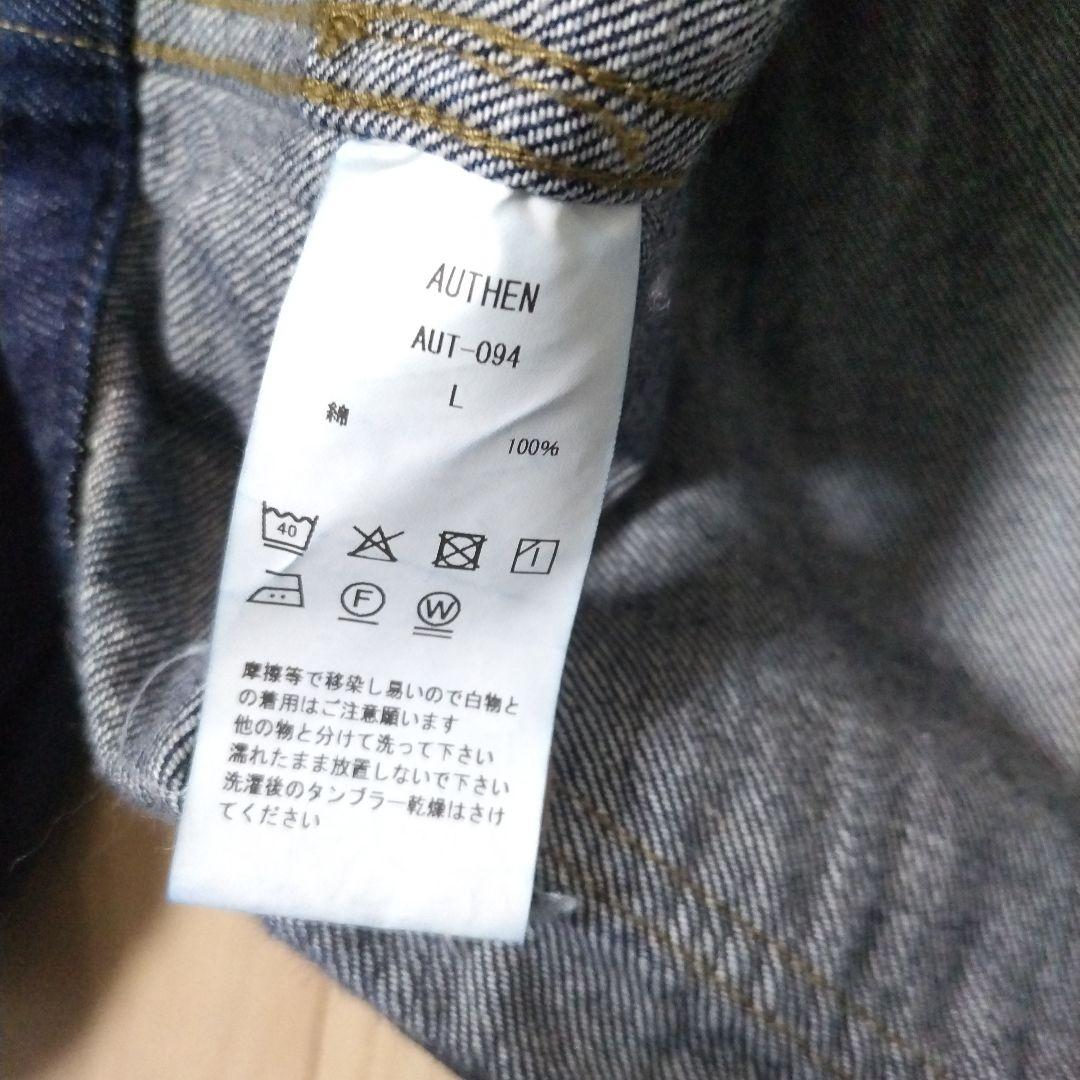 AUTHEN
AUT-094
L
綿
100%
40
F
W
摩擦等で移染し易いので白物と
の着用はご注意願います
他の物と分けて洗って下さい
濡れたまま放置しないで下さい
洗濯後のタンブラー乾燥はさけ
てください